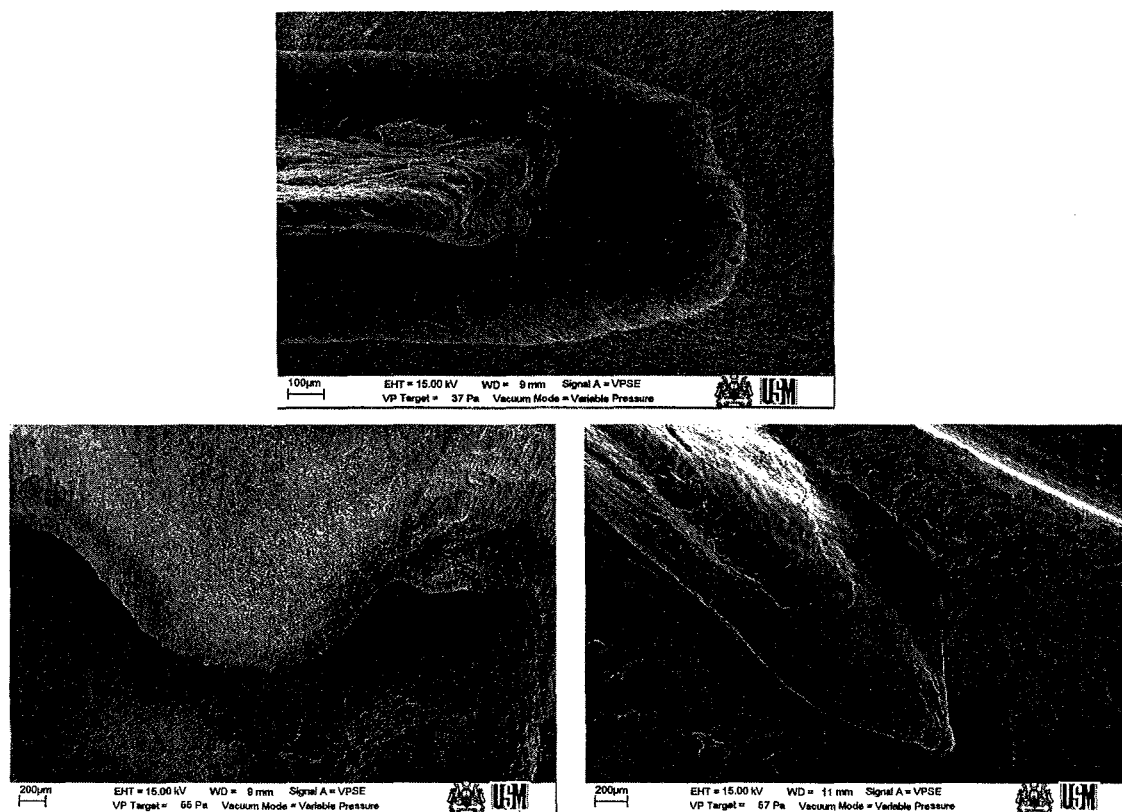 100µm EHT = 15.00 kV WD = 9 mm Signal A = VPSE USM
VP Target = 37 Pa Vacuum Mode = Variable Pressure
200µm EHT = 15.00 kV WD = 9 mm Signal A = VPSE USM
VP Target = 55 Pa Vacuum Mode = Variable Pressure
200µm EHT = 15.00 kV WD = 11 mm Signal A = VPSE USM
VP Target = 57 Pa Vacuum Mode = Variable Pressure